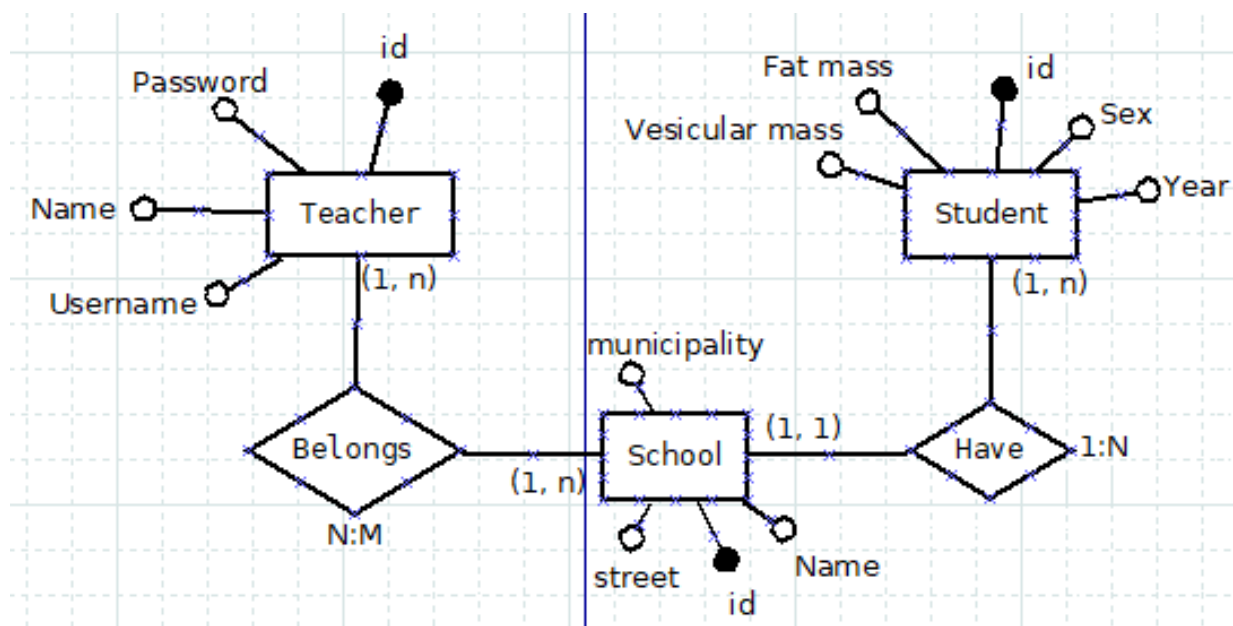 id
Password
Name
Teacher
Username
(1, n)
Belongs
N:M
(1, n)
Fat mass
id
Sex
Vesicular mass
Year
Student
(1, n)
municipality
School
(1, 1)
Have
1:N
street
Name
id